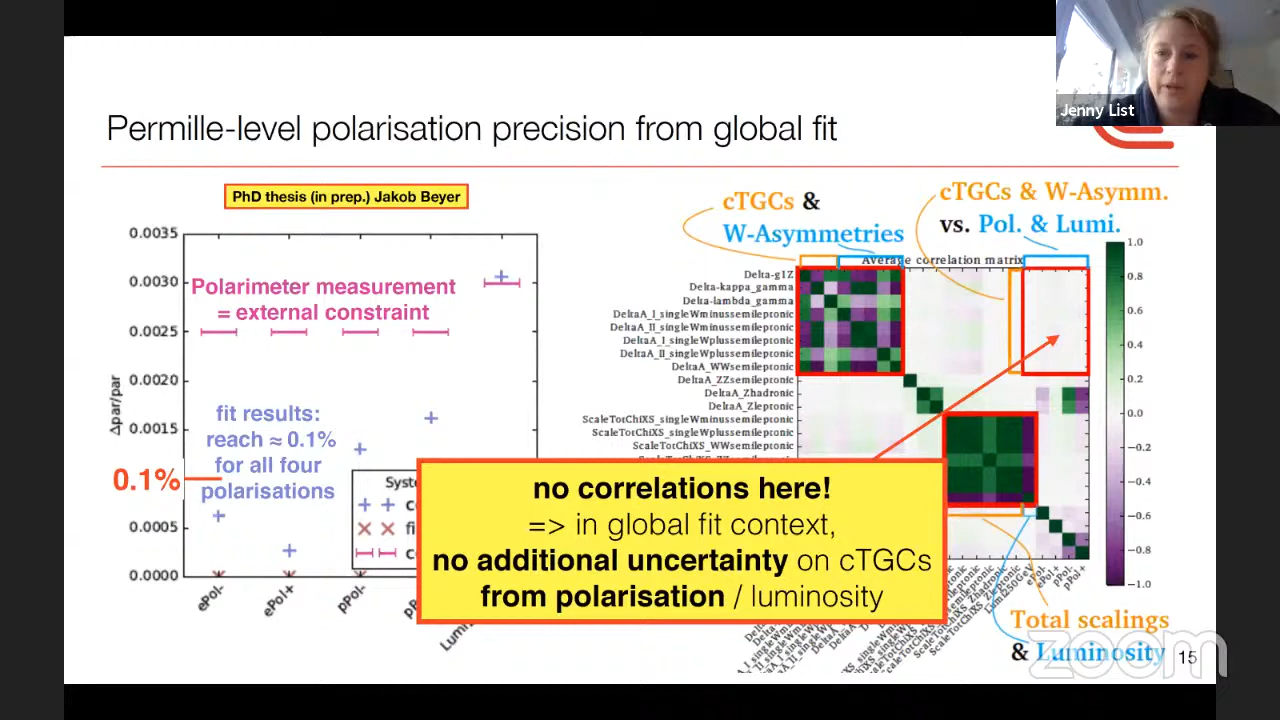 Jenny List
Permille-level polarisation precision from global fit
PhD thesis (in prep.) Jakob Beyer
0.0035
0.0030
0.0025
0.0020
0.0015
0.0005
0.0000
Δpar/par
Polarimeter measurement
= external constraint
fit results:
reach ≈ 0.1%
for all four
polarisations
0.1%
ePol-
ePol+
pPol-
cTGCs &
W-Asymmetries
cTGCs & W-Asymm.
vs. Pol. & Lumi.
Average correlation matrix
Delta-g1Z
Delta-kappa_gamma
Delta-lambda_gamma
DeltaA_I_singleWminussemileptonic
DeltaA_II_singleWminussemileptonic
DeltaA_I_singleWplussemileptonic
DeltaA_II_singleWplussemileptonic
DeltaA_WWsemileptonic
DeltaA_ZZsemileptonic
DeltaA_Zhadronic
DeltaA_Zleptonic
ScaleTotChiXS_singleWminussemileptonic
ScaleTotChiXS_singleWplussemileptonic
ScaleTotChiXS_WWsemileptonic
1.0
0.8
0.6
0.4
0.2
0.0
−0.2
−0.4
−0.6
−0.8
−1.0
no correlations here!
=> in global fit context,
no additional uncertainty on cTGCs
from polarisation / luminosity
Total scalings
& Luminosity
zoom
15